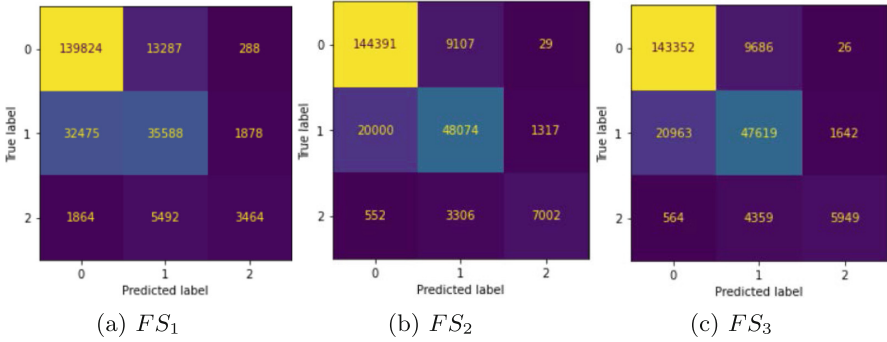 0
139824 13287 288
True label
1
32475 35588 1878
2
1864 5492 3464
0 1 2
Predicted label
(a) FS₁
0
144391 9107 29
True label
1
20000 48074 1317
2
552 3306 7002
0 1 2
Predicted label
(b) FS₂
0
143352 9686 26
True label
1
20963 47619 1642
2
564 4359 5949
0 1 2
Predicted label
(c) FS₃